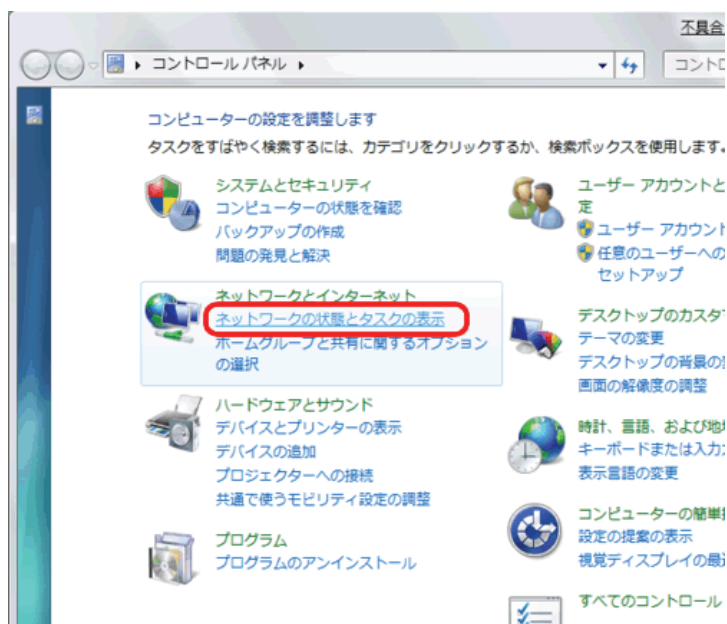 不具合
コントロール パネル
コントロ
コンピューターの設定を調整します
タスクをすばやく検索するには、カテゴリをクリックするか、検索ボックスを使用します。
システムとセキュリティ
コンピューターの状態を確認
バックアップの作成
問題の発見と解決
ネットワークとインターネット
ネットワークの状態とタスクの表示
ホームグループと共有に関するオプション
の選択
ハードウェアとサウンド
デバイスとプリンターの表示
デバイスの追加
プロジェクターへの接続
共通で使うモビリティ設定の調整
プログラム
プログラムのアンインストール
ユーザー アカウントと
定
ユーザー アカウント
任意のユーザーへの
セットアップ
デスクトップのカスタ
テーマの変更
デスクトップの背景の
画面の解像度の調整
時計、言語、および地
キーボードまたは入力
表示言語の変更
コンピューターの簡単
設定の提案の表示
視覚ディスプレイの最
すべてのコントロール